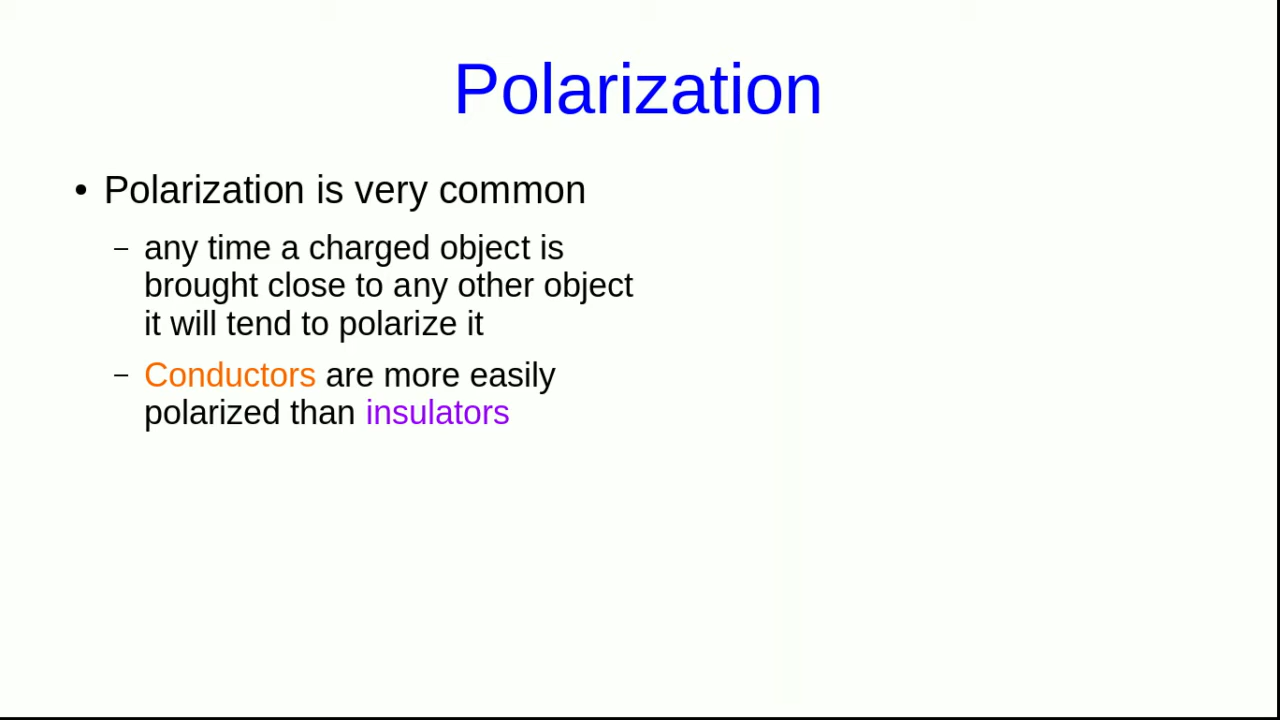 Polarization
• Polarization is very common
– any time a charged object is
brought close to any other object
it will tend to polarize it
– Conductors are more easily
polarized than insulators